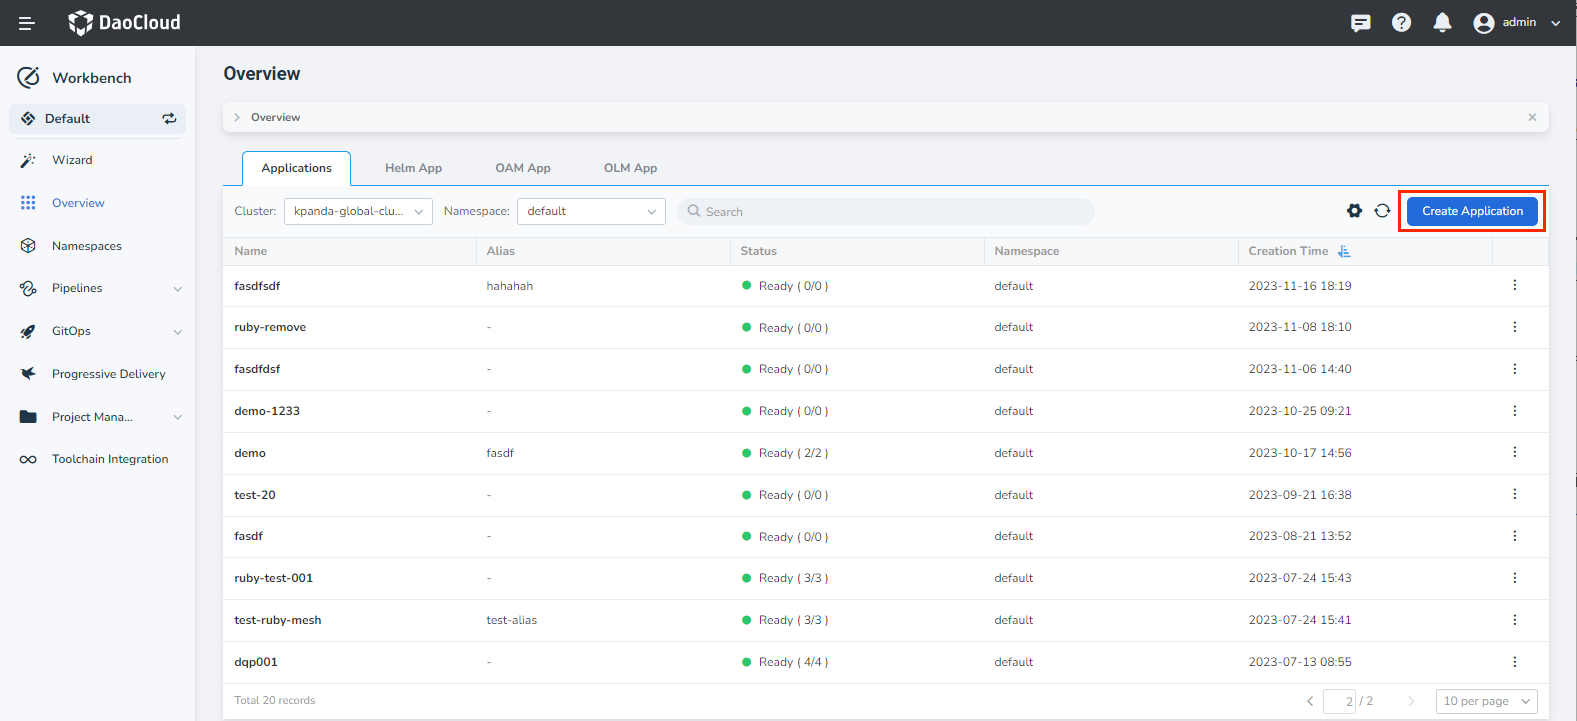 DaoCloud
admin
Workbench
Default
Wizard
Overview
Namespaces
Pipelines
GitOps
Progressive Delivery
Project Mana...
Toolchain Integration
Overview
Overview
Applications Helm App OAM App OLM App
Cluster: kpanda-global-clu... Namespace: default Search Create Application
Name Alias Status Namespace Creation Time
fasdfsdf hahahah Ready ( 0/0 ) default 2023-11-16 18:19
ruby-remove - Ready ( 0/0 ) default 2023-11-08 18:10
fasdfdsf - Ready ( 0/0 ) default 2023-11-06 14:40
demo-1233 - Ready ( 0/0 ) default 2023-10-25 09:21
demo fasdf Ready ( 2/2 ) default 2023-10-17 14:56
test-20 - Ready ( 0/0 ) default 2023-09-21 16:38
fasdf - Ready ( 0/0 ) default 2023-08-21 13:52
ruby-test-001 - Ready ( 3/3 ) default 2023-07-24 15:43
test-ruby-mesh test-alias Ready ( 3/3 ) default 2023-07-24 15:41
dqp001 - Ready ( 4/4 ) default 2023-07-13 08:55
Total 20 records 2 / 2 10 per page